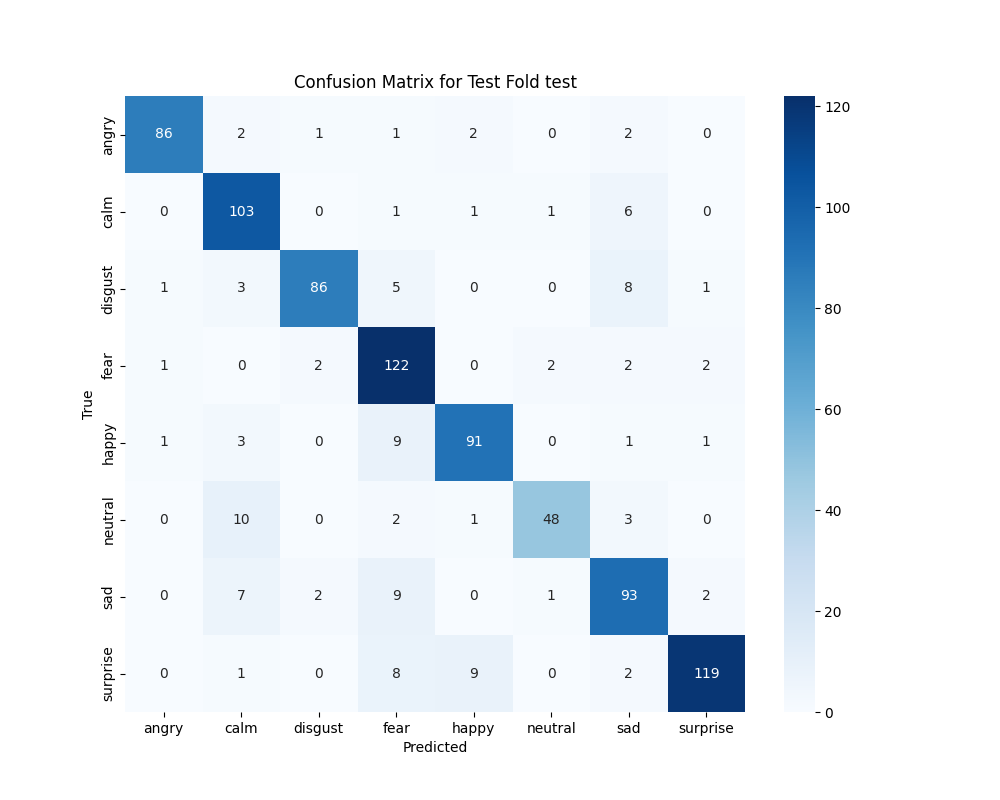 Confusion Matrix for Test Fold test
True
angry 86 2 1 1 2 0 2 0
calm 0 103 0 1 1 1 6 0
disgust 1 3 86 5 0 0 8 1
fear 1 0 2 122 0 2 2 2
happy 1 3 0 9 91 0 1 1
neutral 0 10 0 2 1 48 3 0
sad 0 7 2 9 0 1 93 2
surprise 0 1 0 8 9 0 2 119
angry calm disgust fear happy neutral sad surprise
Predicted
120
100
80
60
40
20
0